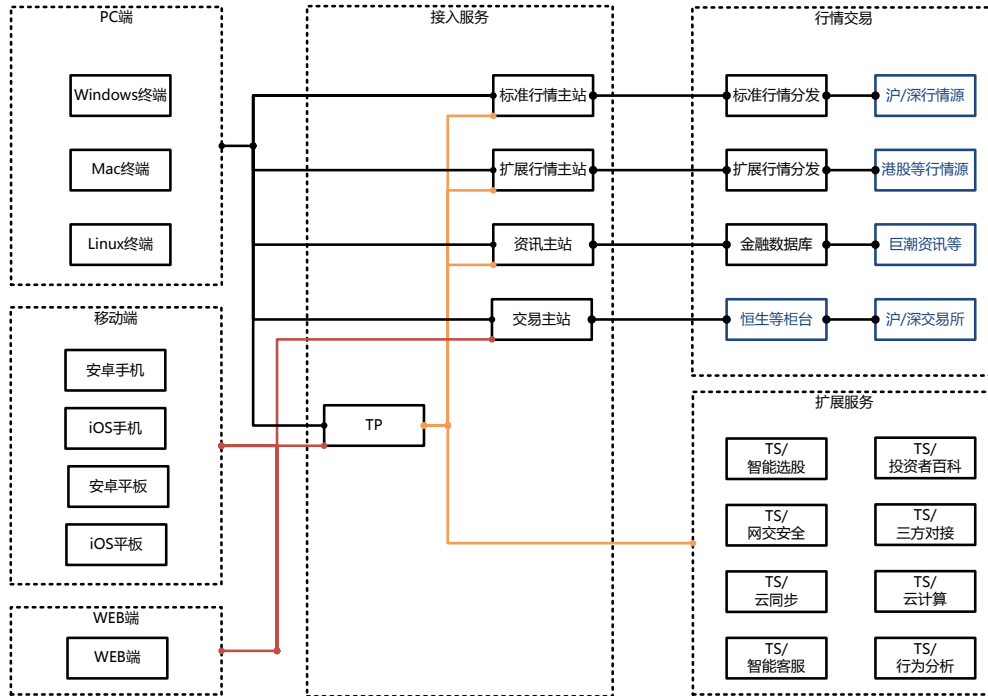 PC端
Windows终端
Mac终端
Linux终端
移动端
安卓手机
iOS手机
安卓平板
iOS平板
WEB端
WEB端
接入服务
标准行情主站
扩展行情主站
资讯主站
交易主站
TP
行情交易
标准行情分发
沪/深行情源
扩展行情分发
港股等行情源
金融数据库
巨潮资讯等
恒生等柜台
沪/深交易所
扩展服务
TS/
智能选股
TS/
投资者百科
TS/
网交安全
TS/
三方对接
TS/
云同步
TS/
云计算
TS/
智能客服
TS/
行为分析